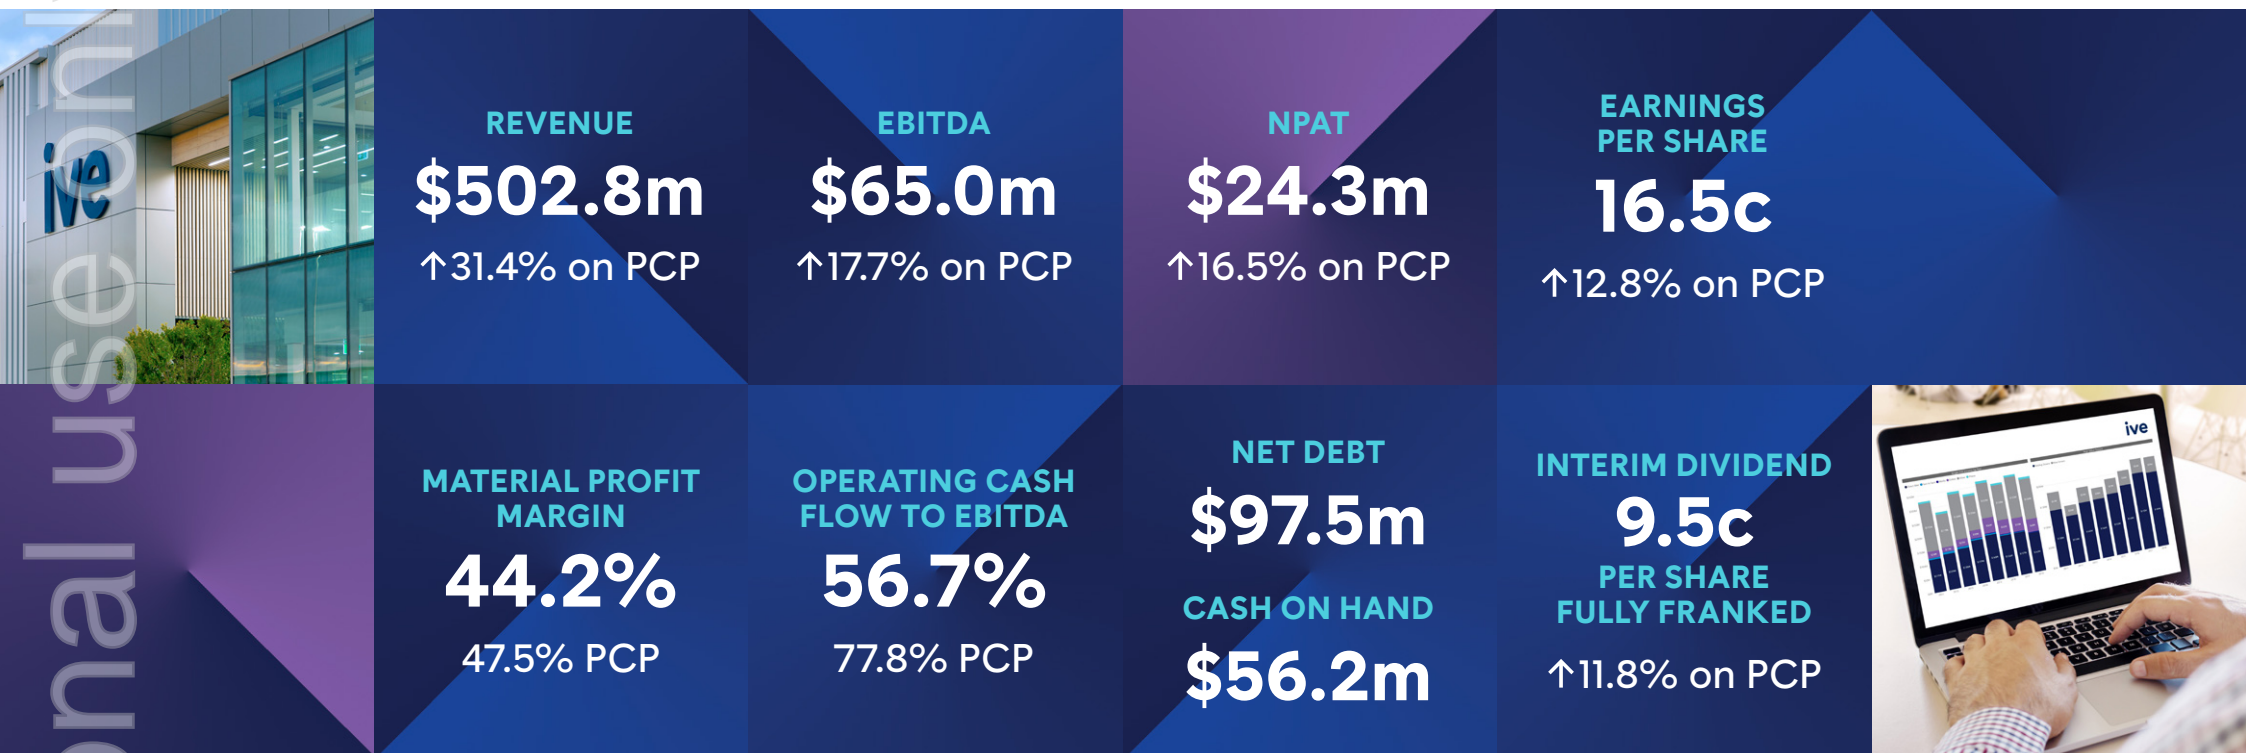 ive
REVENUE
$502.8m
↑31.4% on PCP
EBITDA
$65.0m
↑17.7% on PCP
NPAT
$24.3m
↑16.5% on PCP
EARNINGS
PER SHARE
16.5c
↑12.8% on PCP
MATERIAL PROFIT
MARGIN
44.2%
47.5% PCP
OPERATING CASH
FLOW TO EBITDA
56.7%
77.8% PCP
NET DEBT
$97.5m
CASH ON HAND
$56.2m
INTERIM DIVIDEND
9.5c
PER SHARE
FULLY FRANKED
↑11.8% on PCP
ive
onal use onl